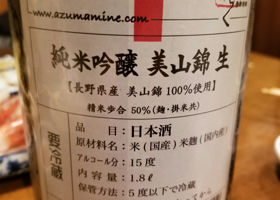 www.azumamine.com
純米吟醸 美山錦 生
【長野県産 美山錦 100%使用】
精米歩合 50%(麹・掛米共)
要冷蔵
品目：日本酒
原材料名：米(国産)米麹(国産米)
アルコール分：15度
内容量：1.8ℓ
保管方法：5度以下で冷蔵